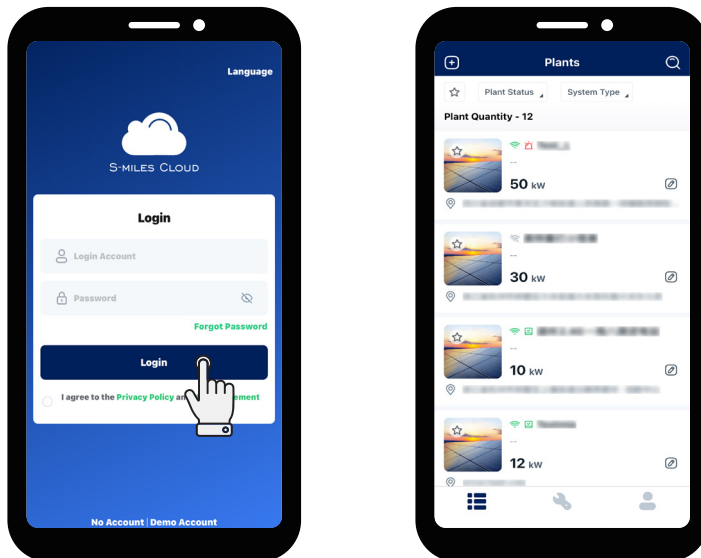 Language
S-MILES CLOUD
Login
Login Account
Password
Forgot Password
Login
I agree to the Privacy Policy an ement
No Account | Demo Account
Plants
Plant Status
System Type
Plant Quantity - 12
--
50 kW
--
30 kW
--
10 kW
--
12 kW